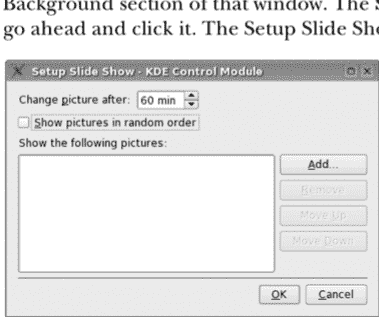 Background section of that window. The S
go ahead and click it. The Setup Slide Sho
Setup Slide Show - KDE Control Module
Change picture after: 60 min
Show pictures in random order
Show the following pictures:
Add...
Remove
Move Up
Move Down
OK Cancel